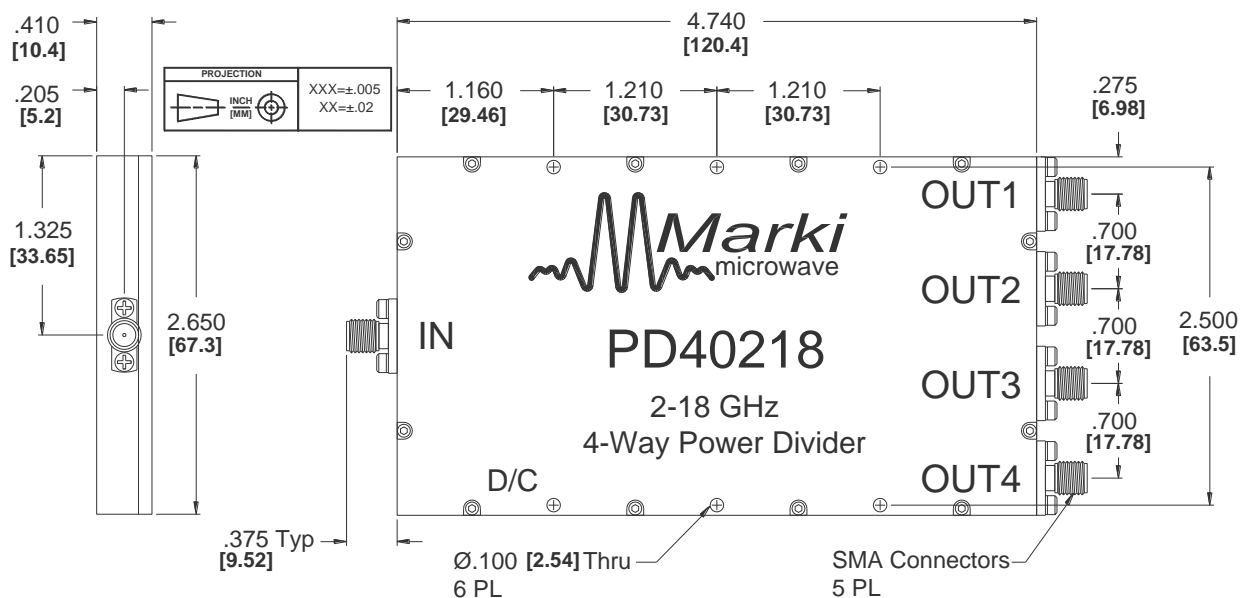 .410
[10.4]
4.740
[120.4]
.205
[5.2]
PROJECTION
INCH
[MM]
XXX=±.005
XX=±.02
1.160
[29.46]
1.210
[30.73]
1.210
[30.73]
.275
[6.98]
1.325
[33.65]
2.650
[67.3]
Marki
microwave
PD40218
2-18 GHz
4-Way Power Divider
IN
D/C
OUT1
OUT2
OUT3
OUT4
.700
[17.78]
.700
[17.78]
.700
[17.78]
2.500
[63.5]
.375 Typ
[9.52]
Ø.100 [2.54] Thru
6 PL
SMA Connectors
5 PL